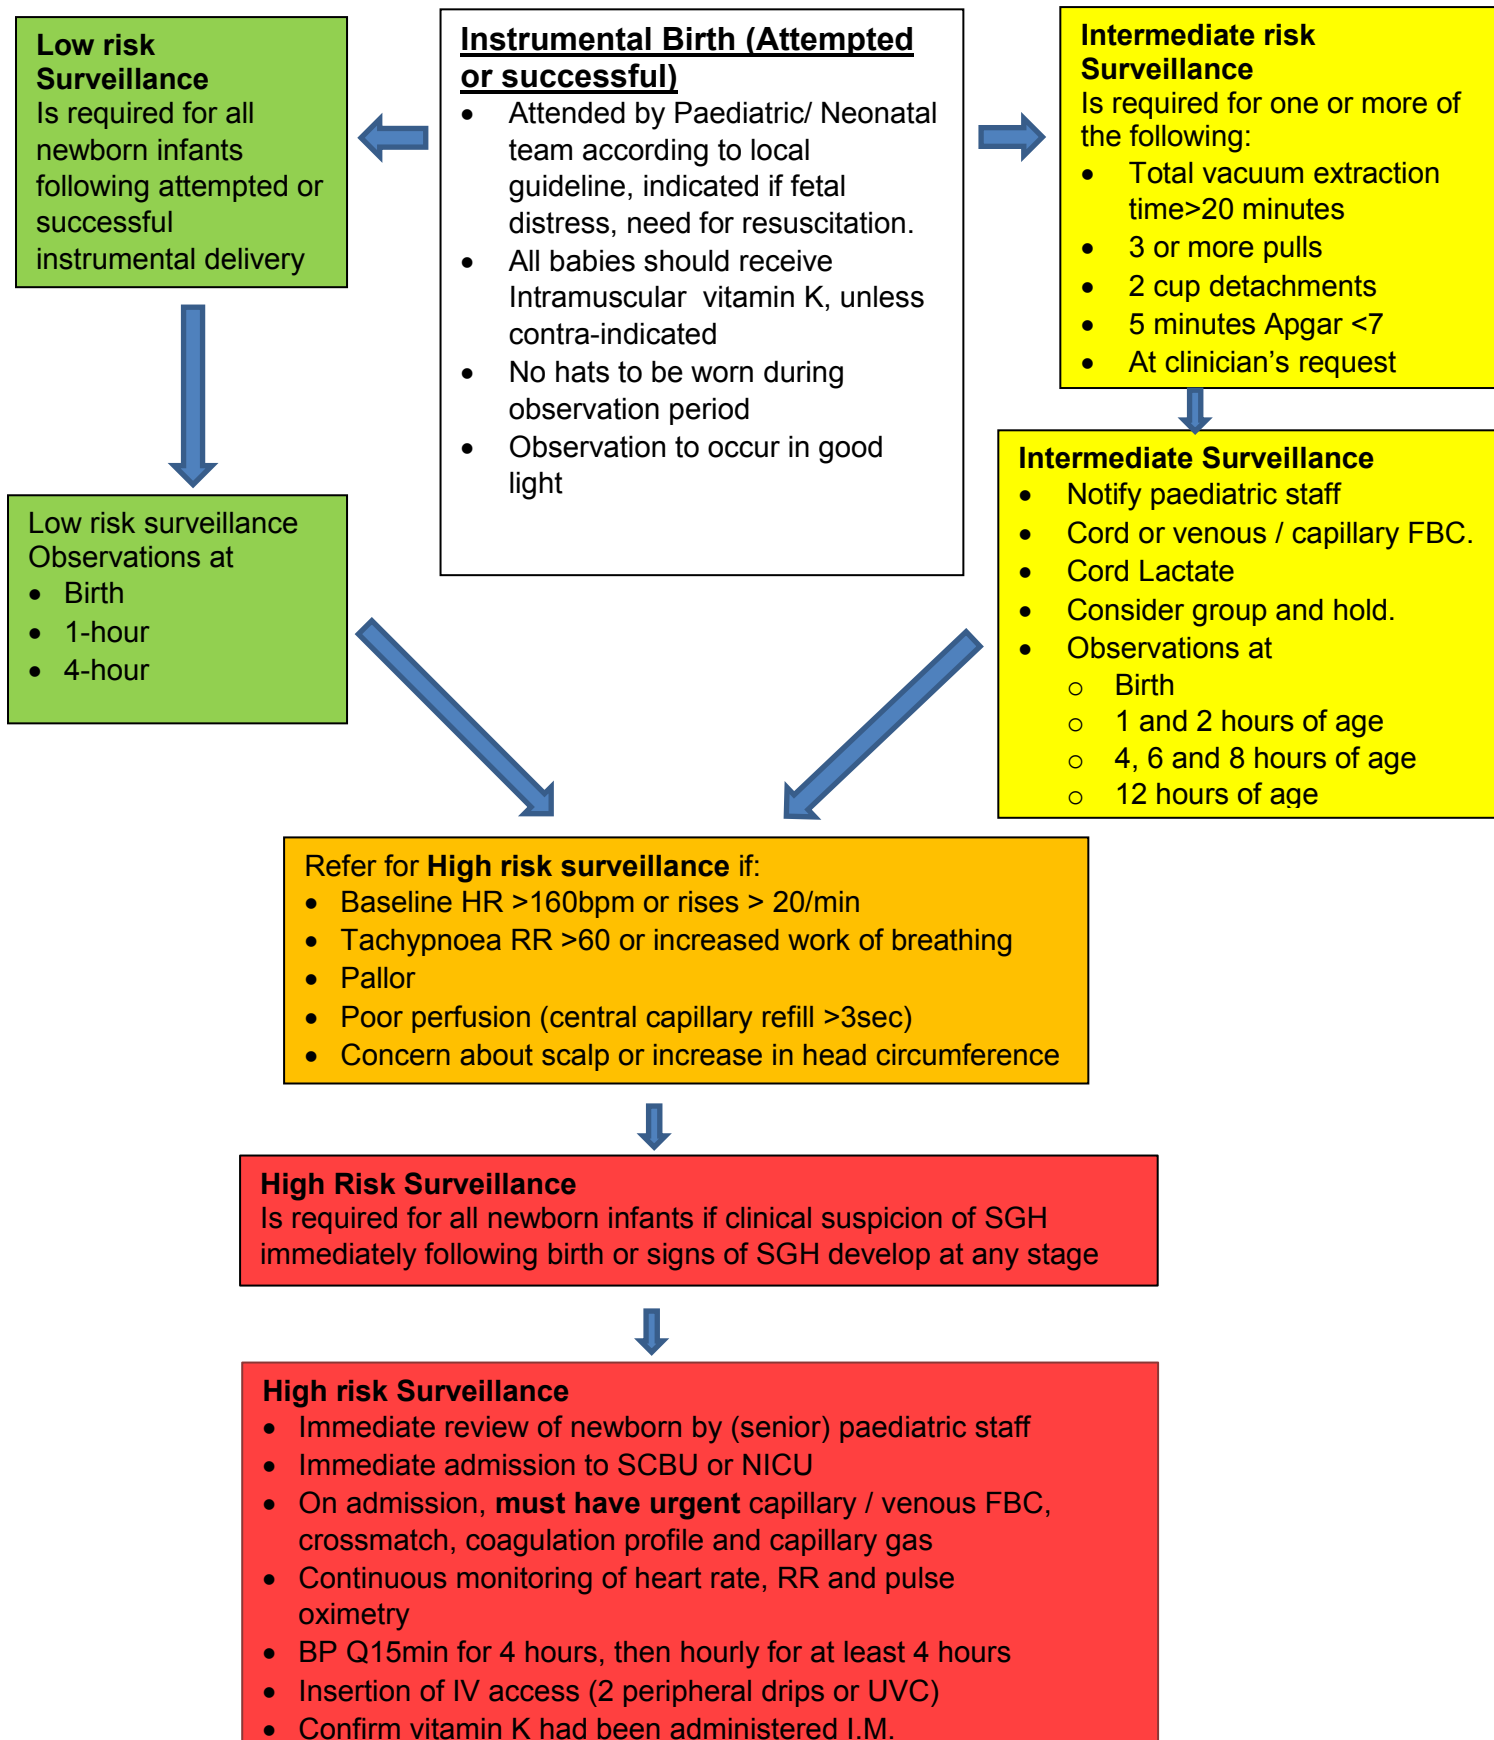 Low risk
Surveillance
Is required for all
newborn infants
following attempted or
successful
instrumental delivery
Instrumental Birth (Attempted
or successful)
• Attended by Paediatric/ Neonatal
team according to local
guideline, indicated if fetal
distress, need for resuscitation.
• All babies should receive
Intramuscular vitamin K, unless
contra-indicated
• No hats to be worn during
observation period
• Observation to occur in good
light
Intermediate risk
Surveillance
Is required for one or more of
the following:
• Total vacuum extraction
time>20 minutes
• 3 or more pulls
• 2 cup detachments
• 5 minutes Apgar <7
• At clinician’s request
Low risk surveillance
Observations at
• Birth
• 1-hour
• 4-hour
Intermediate Surveillance
• Notify paediatric staff
• Cord or venous / capillary FBC.
• Cord Lactate
• Consider group and hold.
• Observations at
o Birth
o 1 and 2 hours of age
o 4, 6 and 8 hours of age
o 12 hours of age
Refer for High risk surveillance if:
• Baseline HR >160bpm or rises > 20/min
• Tachypnoea RR >60 or increased work of breathing
• Pallor
• Poor perfusion (central capillary refill >3sec)
• Concern about scalp or increase in head circumference
High Risk Surveillance
Is required for all newborn infants if clinical suspicion of SGH
immediately following birth or signs of SGH develop at any stage
High risk Surveillance
• Immediate review of newborn by (senior) paediatric staff
• Immediate admission to SCBU or NICU
• On admission, must have urgent capillary / venous FBC,
crossmatch, coagulation profile and capillary gas
• Continuous monitoring of heart rate, RR and pulse
oximetry
• BP Q15min for 4 hours, then hourly for at least 4 hours
• Insertion of IV access (2 peripheral drips or UVC)
• Confirm vitamin K had been administered I.M.